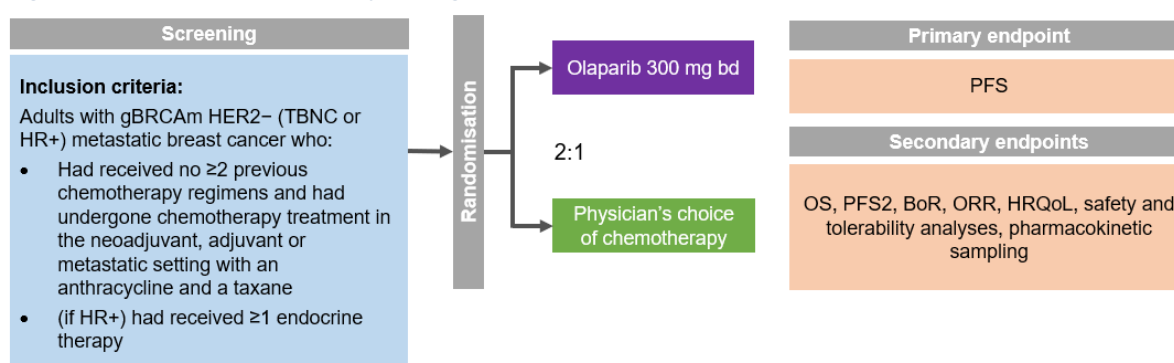 Screening
Inclusion criteria:
Adults with gBRCAm HER2− (TBNC or
HR+) metastatic breast cancer who:
• Had received no ≥2 previous
chemotherapy regimens and had
undergone chemotherapy treatment in
the neoadjuvant, adjuvant or
metastatic setting with an
anthracycline and a taxane
• (if HR+) had received ≥1 endocrine
therapy
Randomisation
Olaparib 300 mg bd
2:1
Physician’s choice
of chemotherapy
Primary endpoint
PFS
Secondary endpoints
OS, PFS2, BoR, ORR, HRQoL, safety and
tolerability analyses, pharmacokinetic
sampling